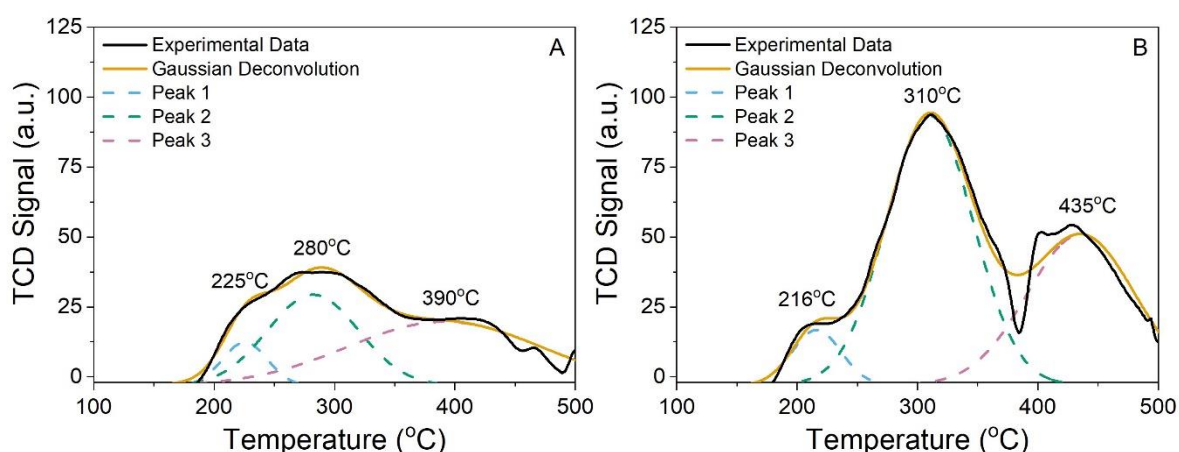 A
Experimental Data
Gaussian Deconvolution
Peak 1
Peak 2
Peak 3
225°C
280°C
390°C
125
100
75
50
25
0
100
200
300
400
500
TCD Signal (a.u.)
Temperature (°C)
B
Experimental Data
Gaussian Deconvolution
Peak 1
Peak 2
Peak 3
216°C
310°C
435°C
125
100
75
50
25
0
100
200
300
400
500
TCD Signal (a.u.)
Temperature (°C)